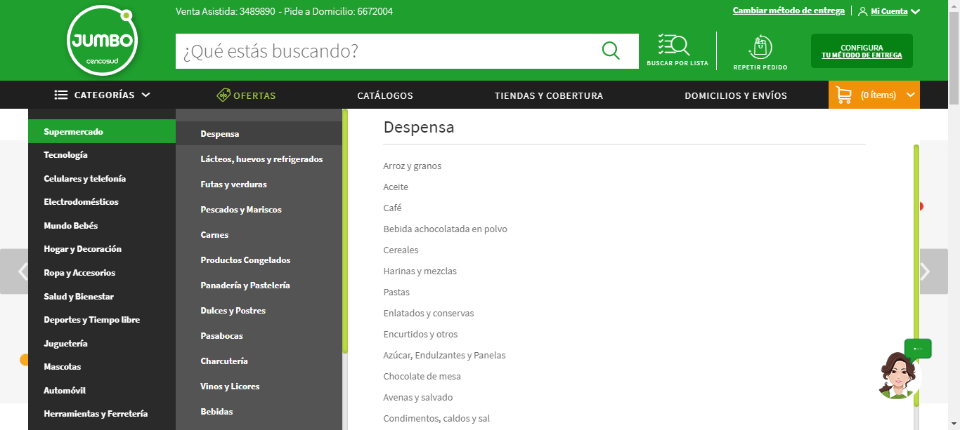 Venta Asistida: 3489890 - Pide a Domicilio: 6672004
Cambiar método de entrega
Mi Cuenta
JUMBO
cencosud
¿Qué estás buscando?
BUSCAR POR LISTA
REPETIR PEDIDO
CONFIGURA
TU MÉTODO DE ENTREGA
CATEGORÍAS
OFERTAS
CATÁLOGOS
TIENDAS Y COBERTURA
DOMICILIOS Y ENVÍOS
(0 ítems)
Supermercado
Tecnología
Celulares y telefonía
Electrodomésticos
Mundo Bebés
Hogar y Decoración
Ropa y Accesorios
Salud y Bienestar
Deportes y Tiempo libre
Juguetería
Mascotas
Automóvil
Herramientas y Ferretería
Despensa
Lácteos, huevos y refrigerados
Futas y verduras
Pescados y Mariscos
Carnes
Productos Congelados
Panadería y Pastelería
Dulces y Postres
Pasabocas
Charcutería
Vinos y Licores
Bebidas
Despensa
Arroz y granos
Aceite
Café
Bebida achocolatada en polvo
Cereales
Harinas y mezclas
Pastas
Enlatados y conservas
Encurtidos y otros
Azúcar, Endulzantes y Panelas
Chocolate de mesa
Avenas y salvado
Condimentos, caldos y sal